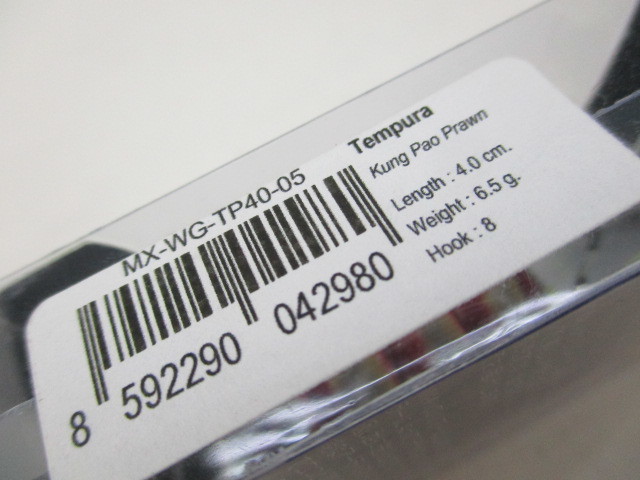 MX-WG-TP40-05
8 592290 042980
Tempura
Kung Pao Prawn
Length : 4.0 cm.
Weight : 6.5 g.
Hook : 8